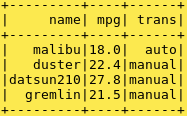 +---------+----+------+
|     name| mpg| trans|
+---------+----+------+
|   malibu|18.0|  auto|
|   duster|22.4|manual|
|datsun210|27.8|manual|
|  gremlin|21.5|manual|
+---------+----+------+